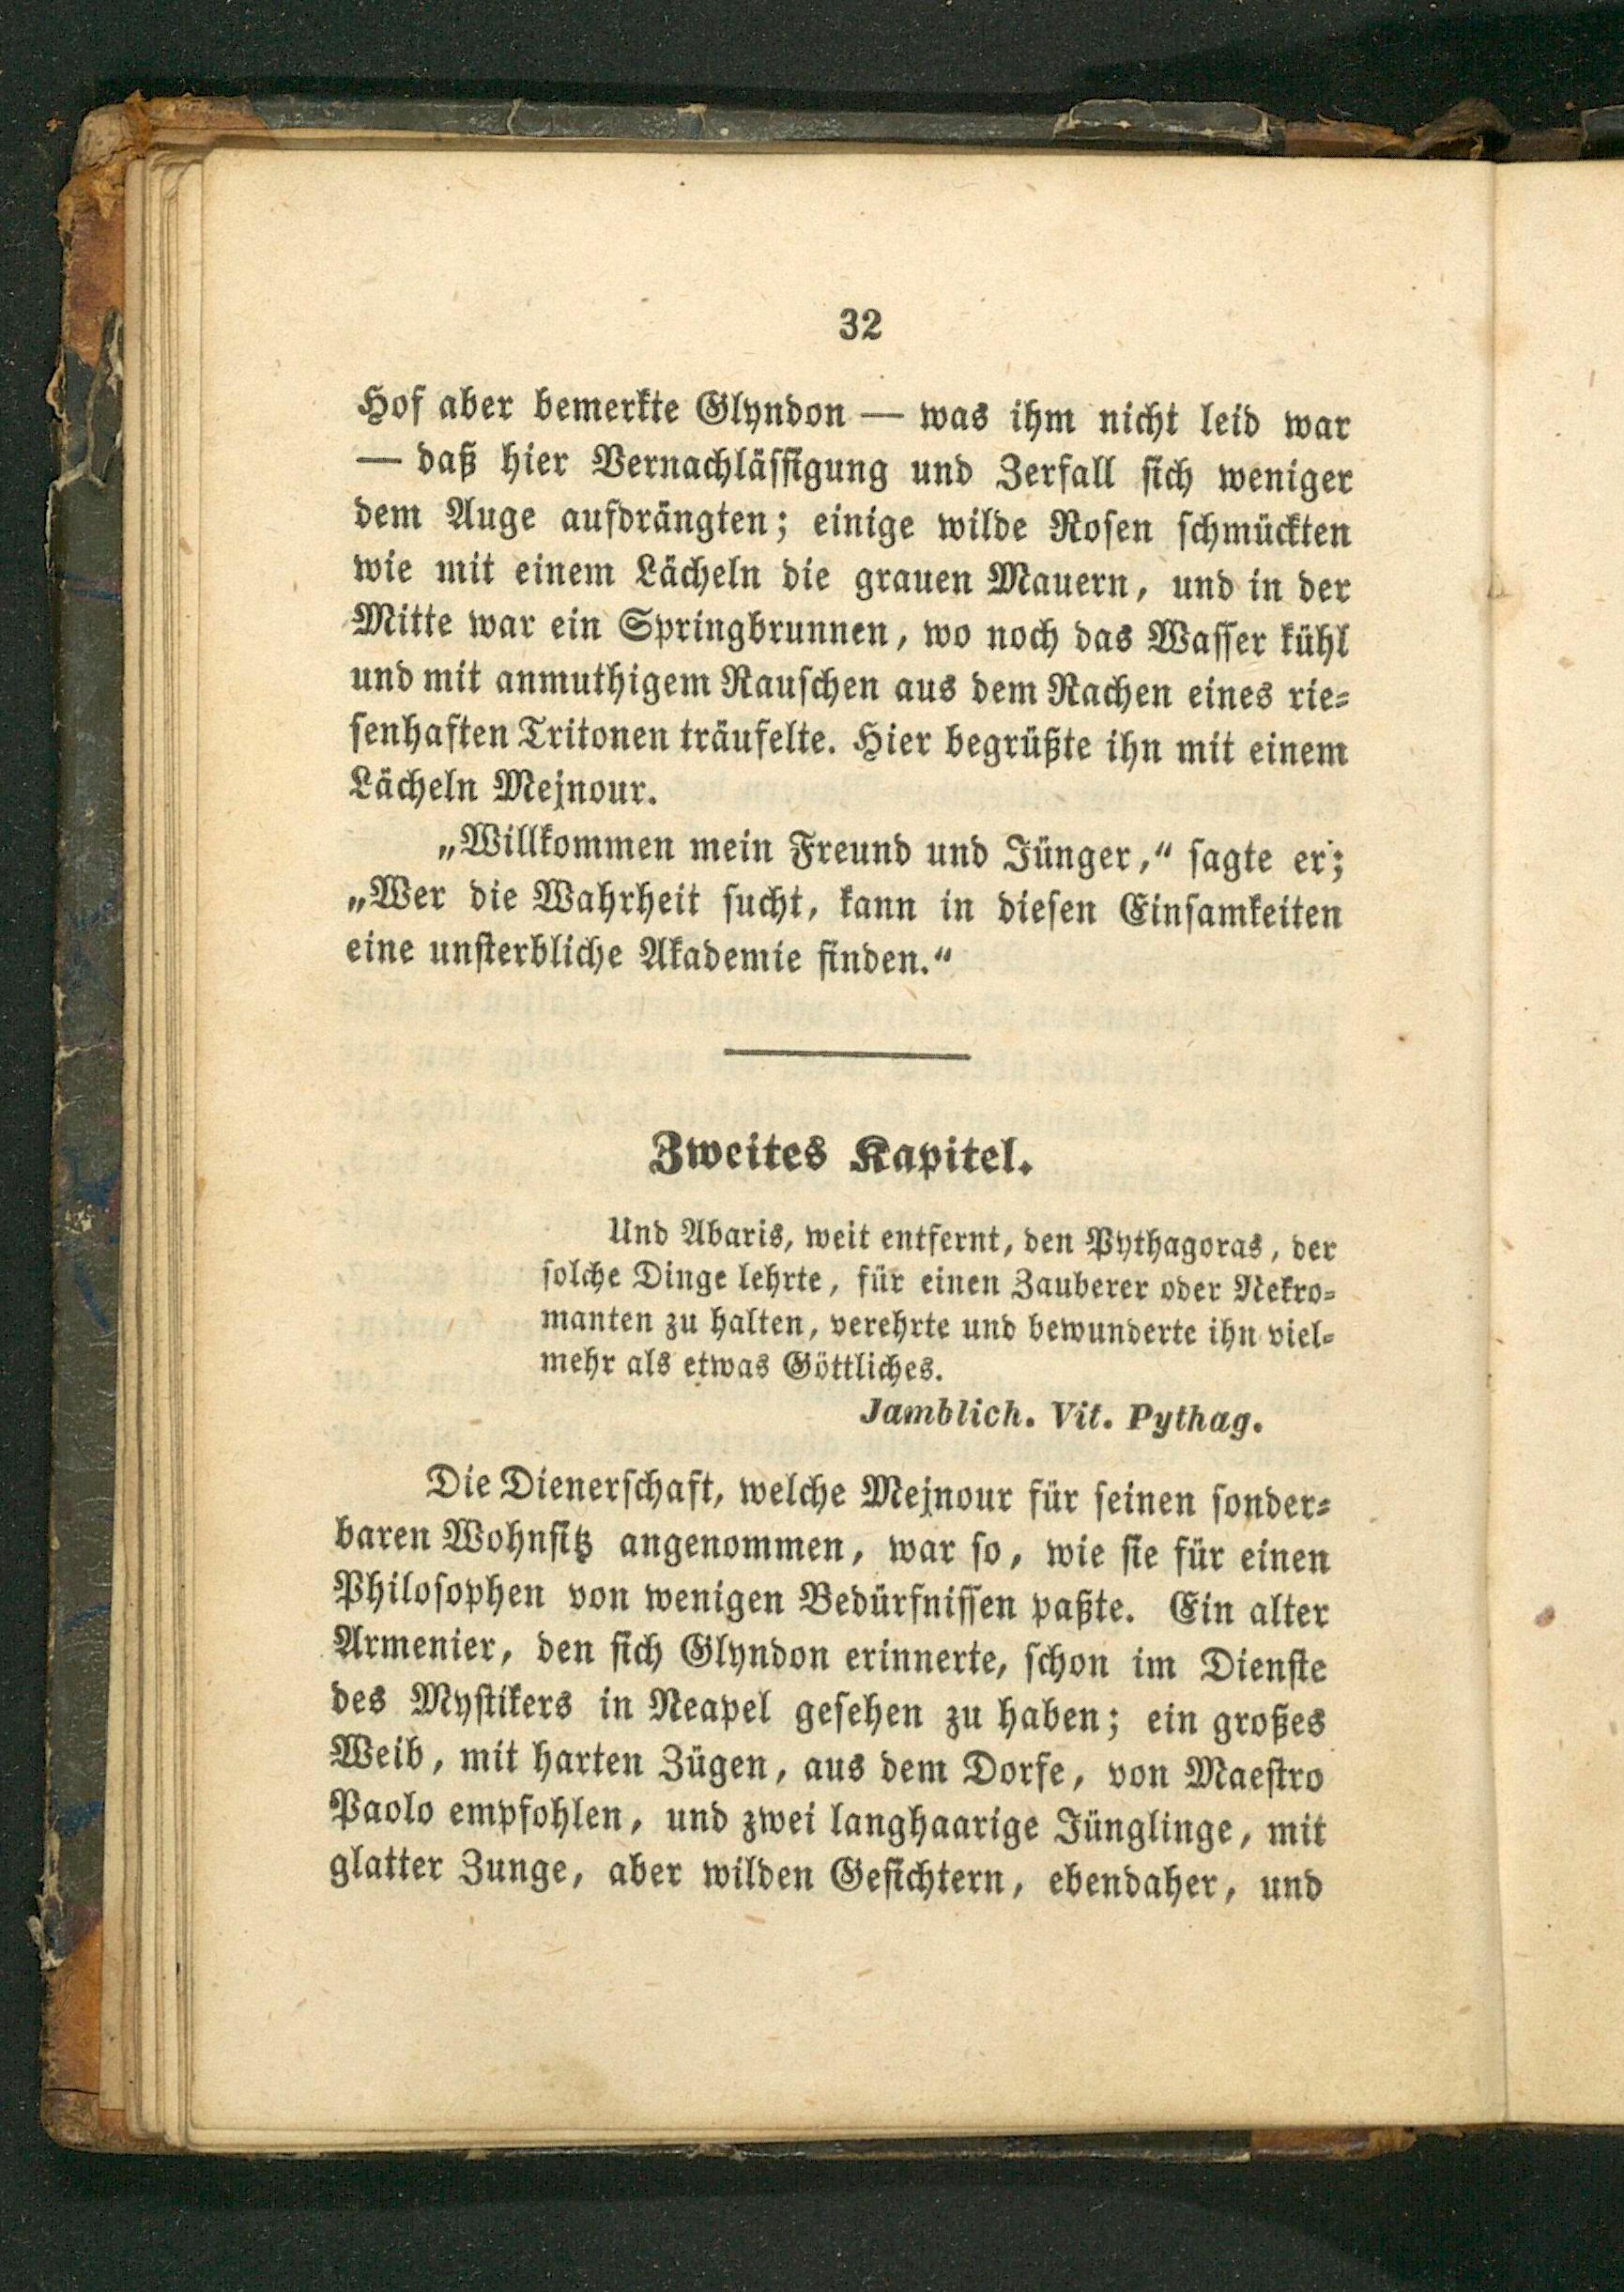 32
Hof aber bemerkte Glyndon — was ihm nicht leid war
— daß hier Vernachlässigung und Zerfall sich weniger
dem Auge aufdrängten; einige wilde Rosen schmückten
wie mit einem Lächeln die grauen Mauern, und in der
Mitte war ein Springbrunnen, wo noch das Wasser kühl
und mit anmuthigem Rauschen aus dem Rachen eines rie-
senhaften Tritonen träufelte. Hier begrüßte ihn mit einem
Lächeln Mejnour.
„Willkommen mein Freund und Jünger,“ sagte er;
„Wer die Wahrheit sucht, kann in diesen Einsamkeiten
eine unsterbliche Akademie finden.“
Zweites Kapitel.
Und Abaris, weit entfernt, den Pythagoras, der
solche Dinge lehrte, für einen Zauberer oder Nekro-
manten zu halten, verehrte und bewunderte ihn viel-
mehr als etwas Göttliches.
Jamblich. Vit. Pythag.
Die Dienerschaft, welche Mejnour für seinen sonder-
baren Wohnsitz angenommen, war so, wie sie für einen
Philosophen von wenigen Bedürfnissen paßte. Ein alter
Armenier, den sich Glyndon erinnerte, schon im Dienste
des Mystikers in Neapel gesehen zu haben; ein großes
Weib, mit harten Zügen, aus dem Dorfe, von Maestro
Paolo empfohlen, und zwei langhaarige Jünglinge, mit
glatter Zunge, aber wilden Gesichtern, ebendaher, und